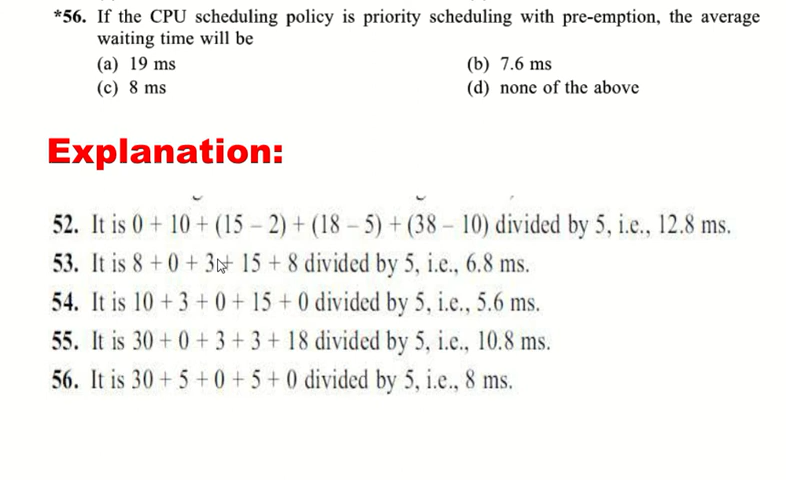 *56. If the CPU scheduling policy is priority scheduling with pre-emption, the average
waiting time will be
(a) 19 ms (b) 7.6 ms
(c) 8 ms (d) none of the above
Explanation:
52. It is 0 + 10 + (15 – 2) + (18 – 5) + (38 – 10) divided by 5, i.e., 12.8 ms.
53. It is 8 + 0 + 3 + 15 + 8 divided by 5, i.e., 6.8 ms.
54. It is 10 + 3 + 0 + 15 + 0 divided by 5, i.e., 5.6 ms.
55. It is 30 + 0 + 3 + 3 + 18 divided by 5, i.e., 10.8 ms.
56. It is 30 + 5 + 0 + 5 + 0 divided by 5, i.e., 8 ms.